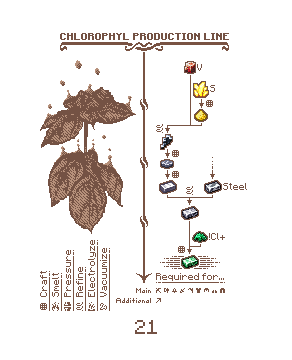 CHLOROPHYL PRODUCTION LINE
V
S
Steel
Cl+
Required for...
Main
Additional
Craft
Smelt
Pressure
Refine
Electrolyze
Vacuumize
21